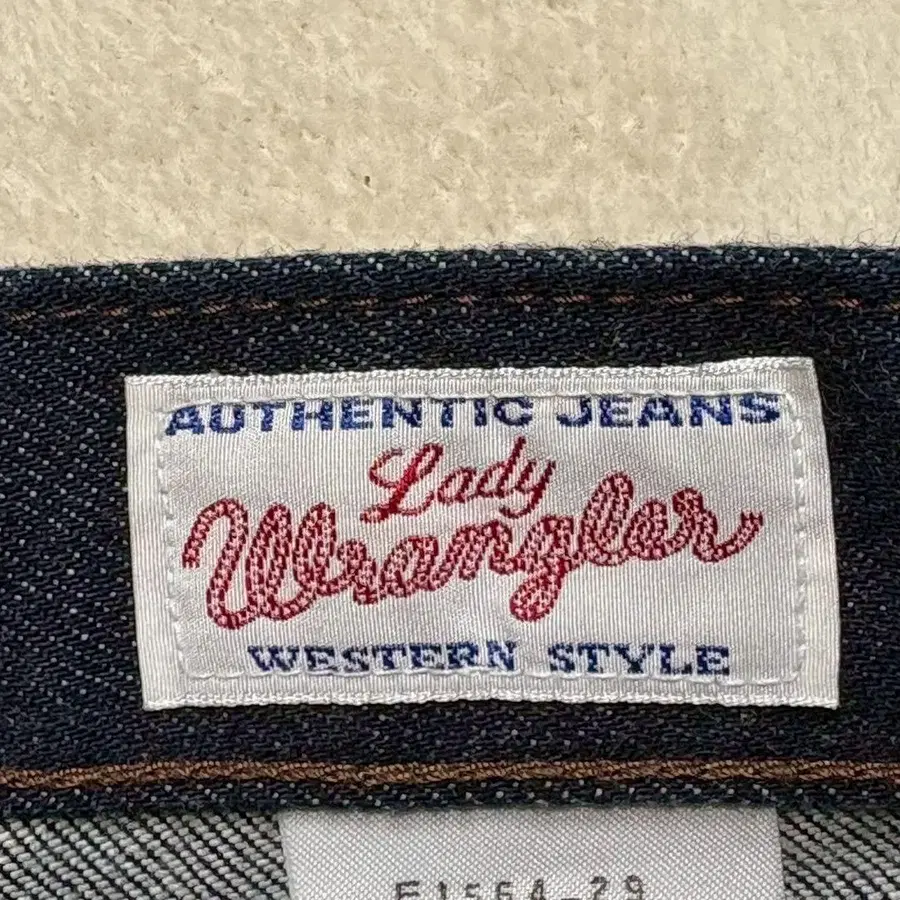 AUTHENTIC JEANS
Lady
Wrangler
WESTERN STYLE